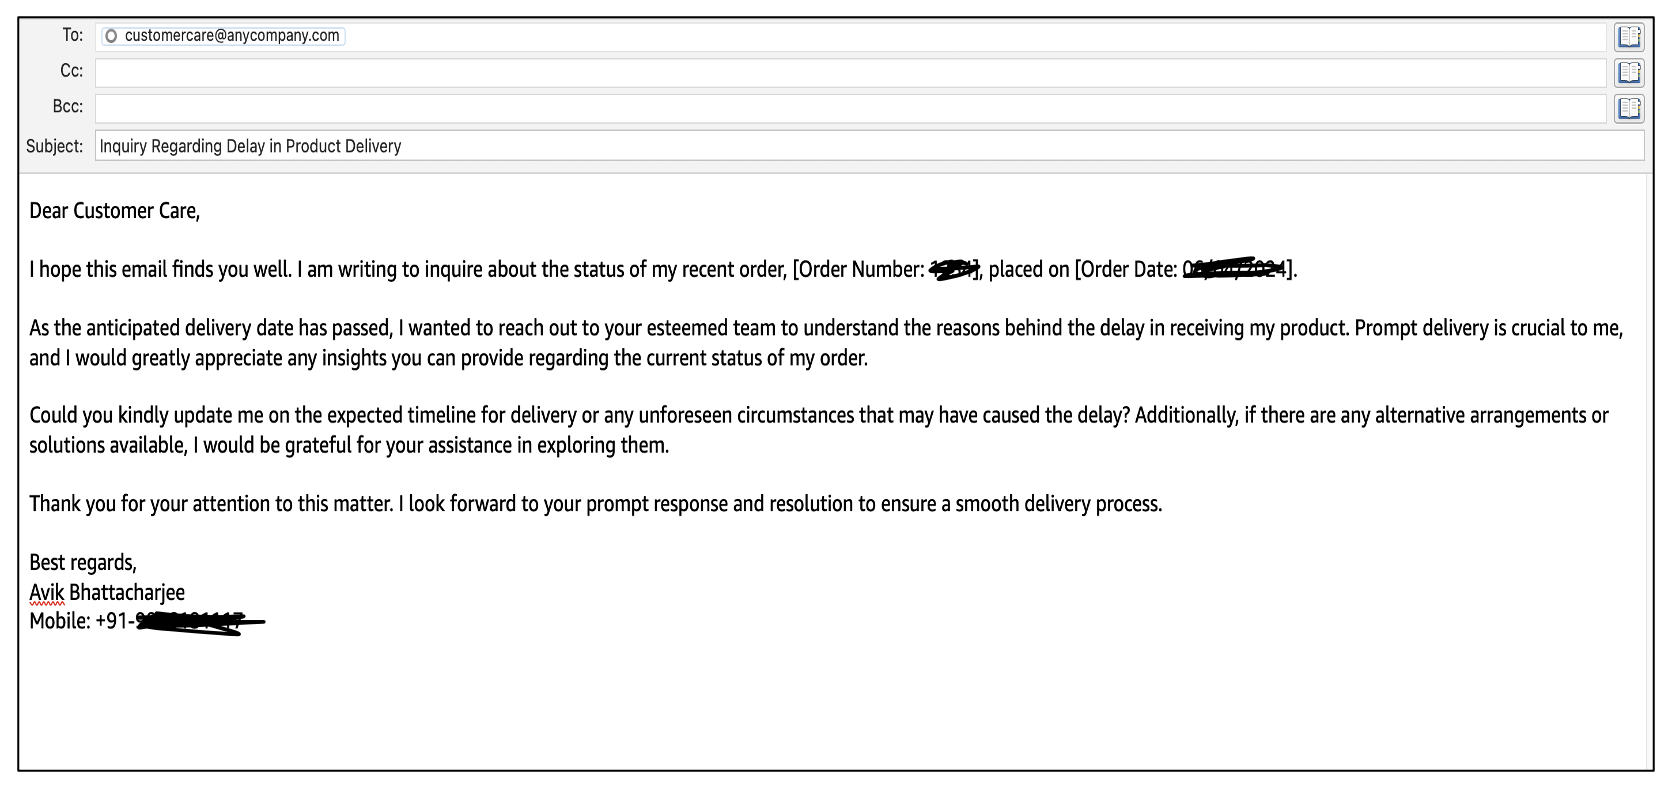 To: customercare@anycompany.com
Cc:
Bcc:
Subject: Inquiry Regarding Delay in Product Delivery
Dear Customer Care,
I hope this email finds you well. I am writing to inquire about the status of my recent order, [Order Number: ], placed on [Order Date: ].
As the anticipated delivery date has passed, I wanted to reach out to your esteemed team to understand the reasons behind the delay in receiving my product. Prompt delivery is crucial to me,
and I would greatly appreciate any insights you can provide regarding the current status of my order.
Could you kindly update me on the expected timeline for delivery or any unforeseen circumstances that may have caused the delay? Additionally, if there are any alternative arrangements or
solutions available, I would be grateful for your assistance in exploring them.
Thank you for your attention to this matter. I look forward to your prompt response and resolution to ensure a smooth delivery process.
Best regards,
Avik Bhattacharjee
Mobile: +91-